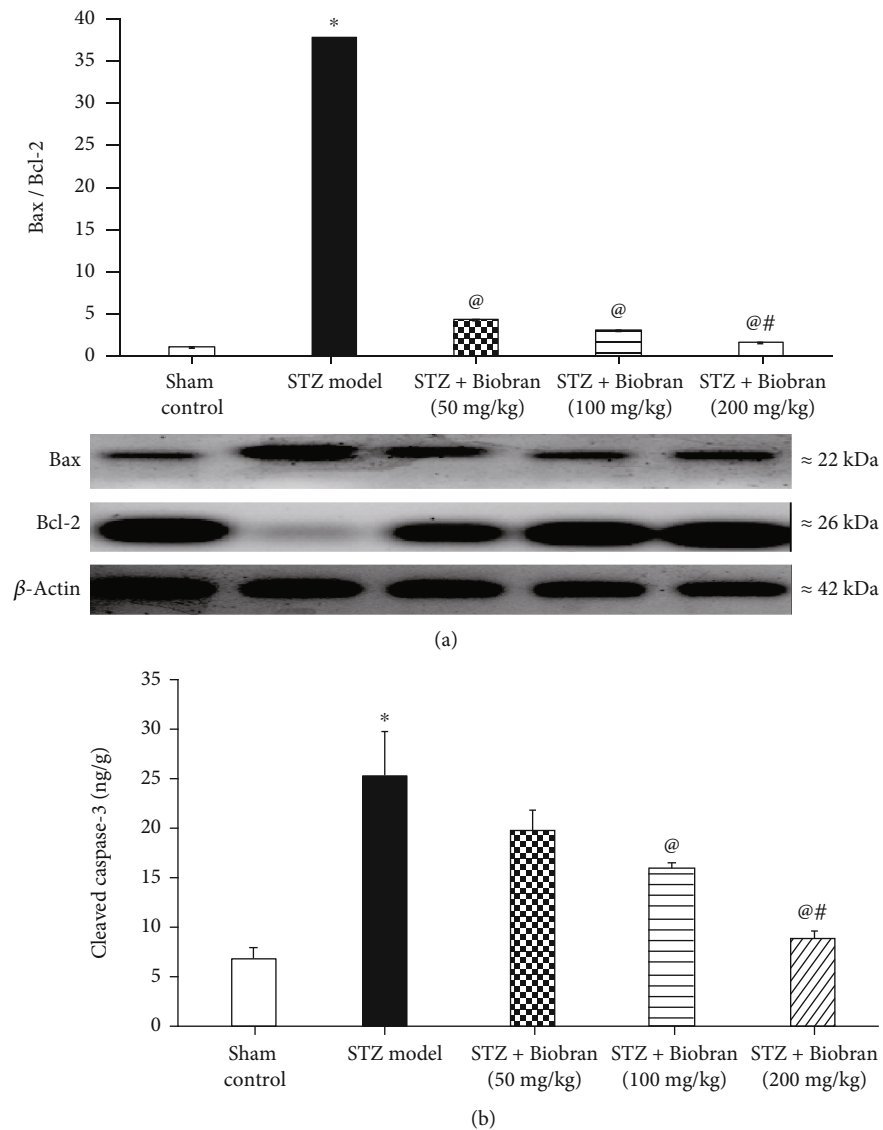 40
35
30
25
20
15
10
5
0
Bax / Bcl-2
*
@
@
@#
Sham control
STZ model
STZ + Biobran (50 mg/kg)
STZ + Biobran (100 mg/kg)
STZ + Biobran (200 mg/kg)
Bax ≈ 22 kDa
Bcl-2 ≈ 26 kDa
β-Actin ≈ 42 kDa
(a)
35
30
25
20
15
10
5
0
Cleaved caspase-3 (ng/g)
*
@
@#
Sham control
STZ model
STZ + Biobran (50 mg/kg)
STZ + Biobran (100 mg/kg)
STZ + Biobran (200 mg/kg)
(b)